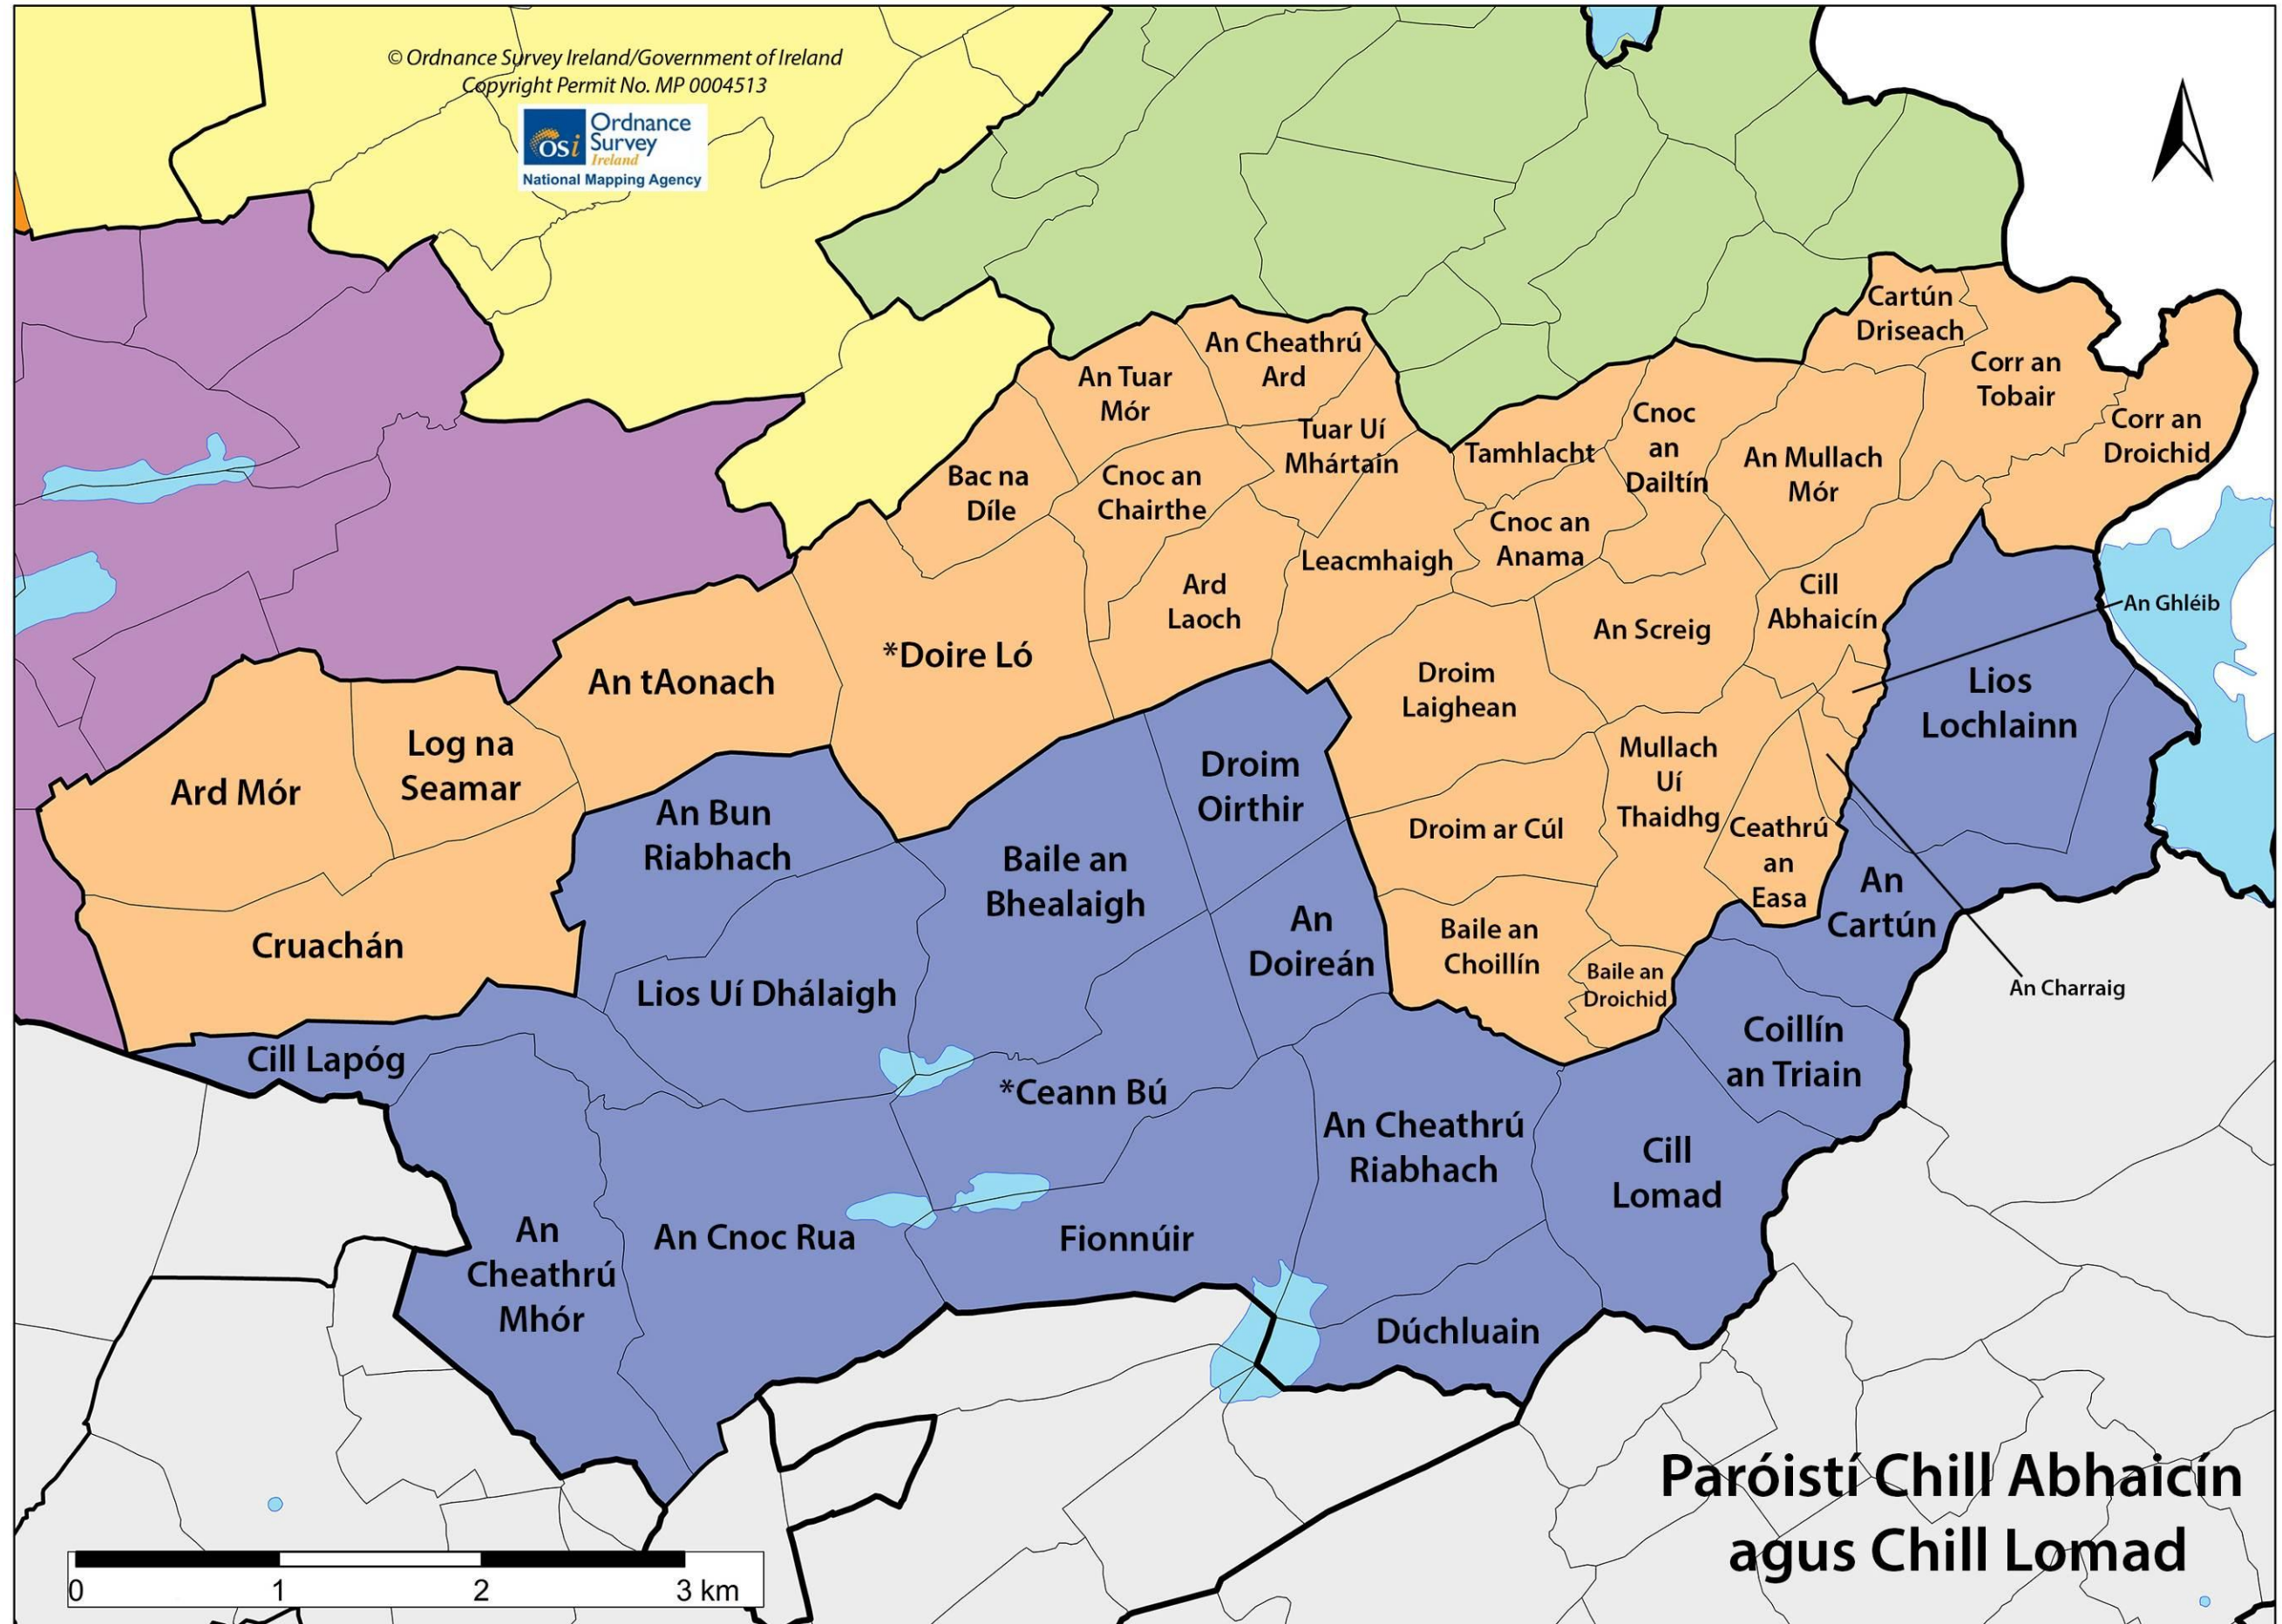 © Ordnance Survey Ireland/Government of Ireland
Copyright Permit No. MP 0004513
osi
Ordnance
Survey
Ireland
National Mapping Agency
Cartún
Driseach
An Cheathrú
Ard
An Tuar
Mór
Corr an
Tobair
Corr an
Droichid
Cnoc
an
Dailtín
Tuar Uí
Mhártain
Tamhlacht
An Mullach
Mór
Bac na
Díle
Cnoc an
Chairthe
Cnoc an
Anama
Leacmhaigh
Ard
Laoch
Cill
Abhaicín
An Ghléib
An Screig
*Doire Ló
An tAonach
Droim
Laighean
Lios
Lochlainn
Log na
Seamar
Ard Mór
Droim
Oirthir
Mullach
Uí
Thaidhg
An Bun
Riabhach
Droim ar Cúl
Ceathrú
an
Easa
Baile an
Bhealaigh
An
Cartún
An
Doireán
Baile an
Choillín
Baile an
Droichid
Cruachán
Lios Uí Dhálaigh
An Charraig
Cill Lapóg
Coillín
an Triain
*Ceann Bú
An Cheathrú
Riabhach
Cill
Lomad
An
Cheathrú
Mhór
An Cnoc Rua
Fionnúir
Dúchluain
Paróistí Chill Abhaicín
agus Chill Lomad
0 1 2 3 km